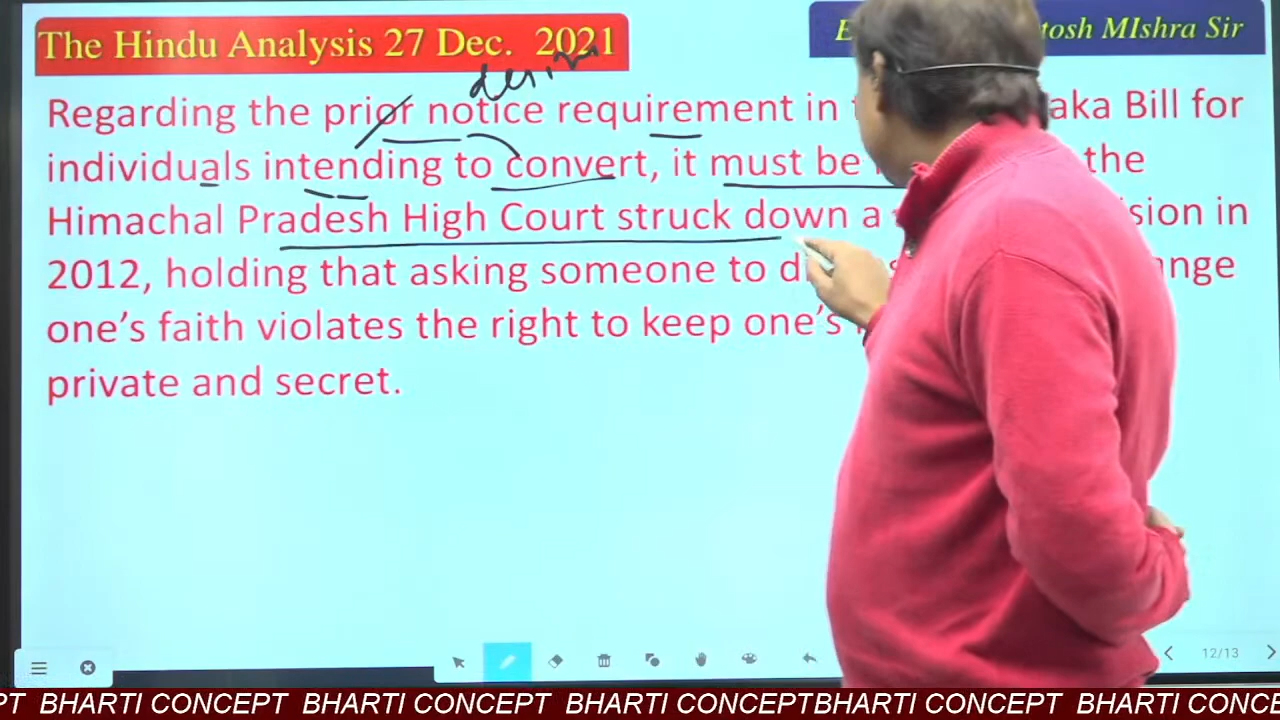 The Hindu Analysis 27 Dec. 2021
tosh MIshra Sir
Regarding the prior notice requirement in aka Bill for
individuals intending to convert, it must be the
Himachal Pradesh High Court struck down a sion in
2012, holding that asking someone to nge
one’s faith violates the right to keep one’s
private and secret.
12/13
PT BHARTI CONCEPT BHARTI CONCEPT BHARTI CONCEPTBHARTI CONCEPT BHARTI CONCE